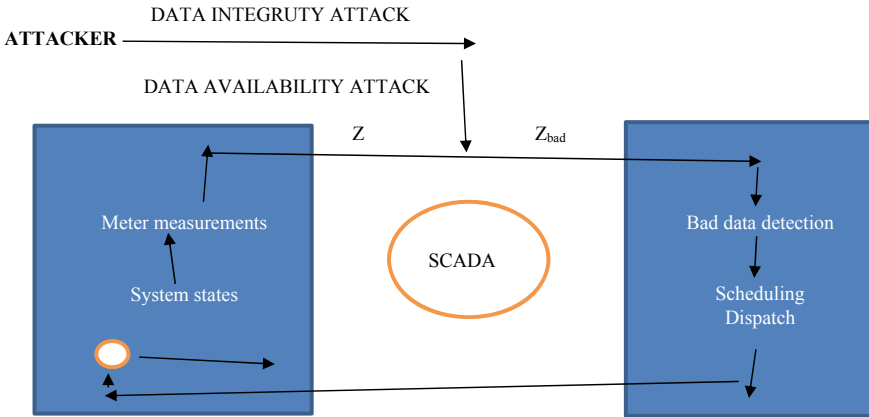 DATA INTEGRUTY ATTACK
ATTACKER
DATA AVAILABILITY ATTACK
Z
Zbad
Meter measurements
Bad data detection
SCADA
System states
Scheduling
Dispatch